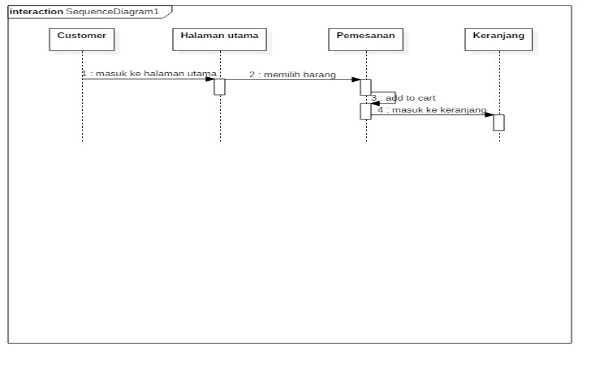 interaction SequenceDiagram1
Customer
Halaman utama
Pemesanan
Keranjang
1 : masuk ke halaman utama
2 : memilih barang
3 : add to cart
4 : masuk ke keranjang